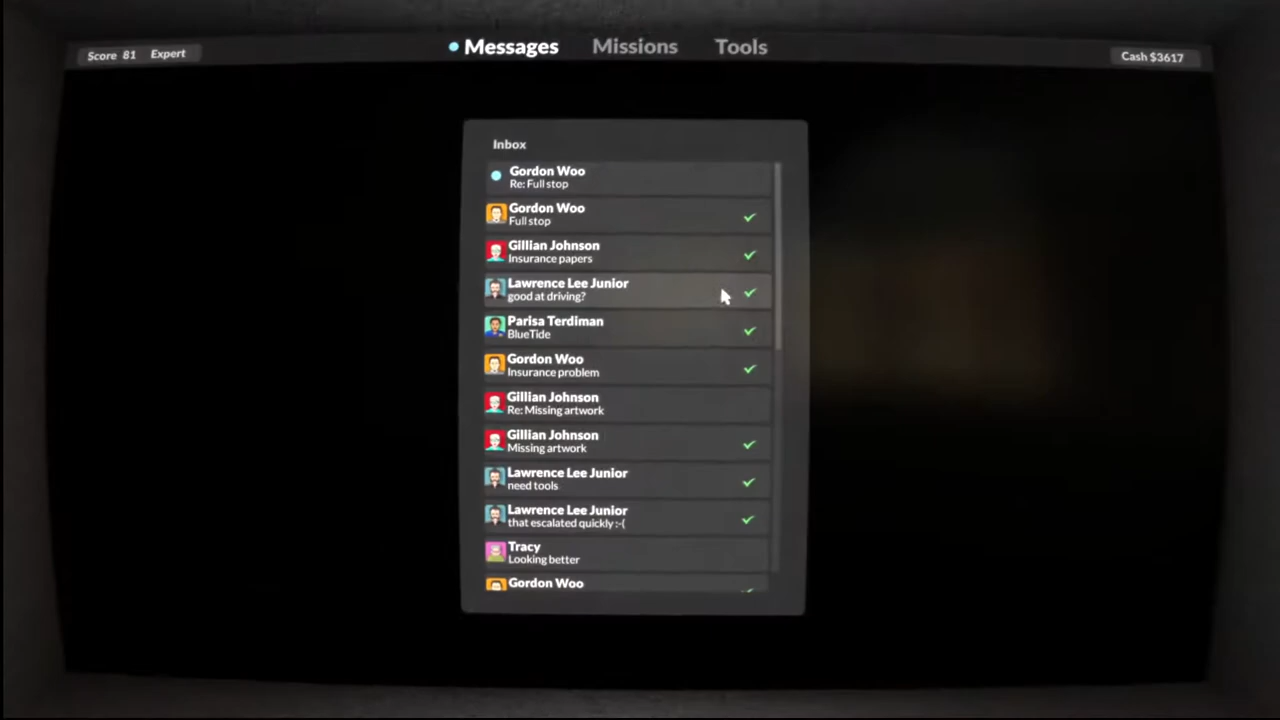 Score 81 Expert
Messages Missions Tools
Cash $3617
Inbox
Gordon Woo
Re: Full stop
Gordon Woo
Full stop
Gillian Johnson
Insurance papers
Lawrence Lee Junior
good at driving?
Parisa Terdiman
BlueTide
Gordon Woo
Insurance problem
Gillian Johnson
Re: Missing artwork
Gillian Johnson
Missing artwork
Lawrence Lee Junior
need tools
Lawrence Lee Junior
that escalated quickly :-(
Tracy
Looking better
Gordon Woo